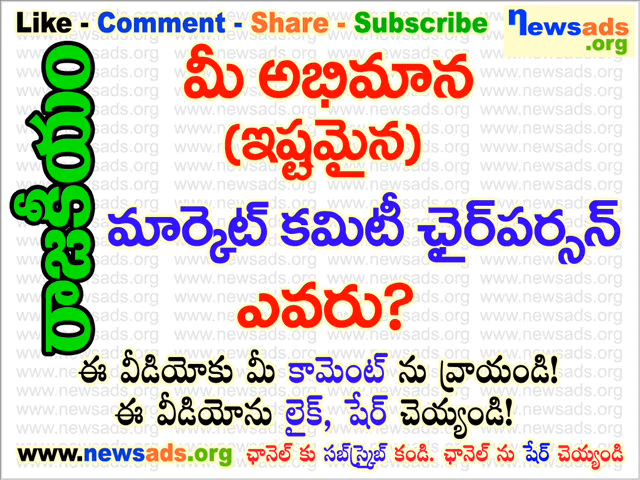 Like - Comment - Share - Subscribe
newsads
.org
రాజకీయం
మీ అభిమాన
(ఇష్టమైన)
మార్కెట్ కమిటీ ఛైర్‌పర్సన్
ఎవరు?
ఈ వీడియోకు మీ కామెంట్ ను వ్రాయండి!
ఈ వీడియోను లైక్, షేర్ చెయ్యండి!
www.newsads.org ఛానెల్ కు సబ్‌స్క్రైబ్ కండి. ఛానెల్ ను షేర్ చెయ్యండి